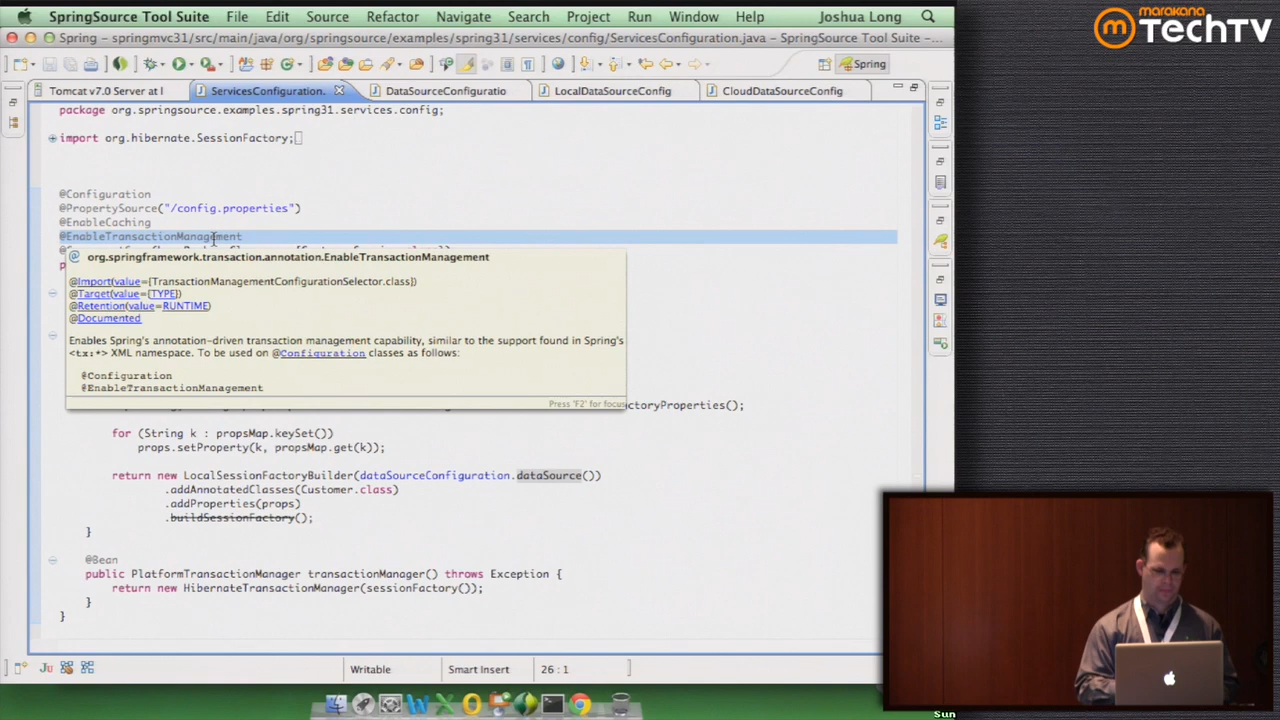 SpringSource Tool Suite File Edit Source Refactor Navigate Search Project Run Window Help Joshua Long
marakana
TechTV
Spring – springmvc31/src/main/java/org/springsource/examples/spring31/services/config/ServicesConfiguration.java – SpringSource Tool Suite –...
Spring
Tomcat v7.0 Server at l ServicesConfiguration. DataSourceConfiguratio LocalDataSourceConfig CloudDataSourceConfig
package org.springsource.examples.spring31.services.config;
import org.hibernate.SessionFactory;
@Configuration
@PropertySource("/config.properties")
@EnableCaching
@EnableTransactionManagement
org.springframework.transaction.annotation.EnableTransactionManagement
@Import(value={TransactionManagementConfigurationSelector.class})
@Target(value={TYPE})
@Retention(value=RUNTIME)
@Documented
Enables Spring's annotation-driven transaction management capability, similar to the support found in Spring's
<tx:*> XML namespace. To be used on @Configuration classes as follows:
@Configuration
@EnableTransactionManagement
Press 'F2' for focus
ctoryProperties();
for (String k : propsMap.keySet())
props.setProperty(k, propsMap.get(k));
return new LocalSessionFactoryBuilder(dataSourceConfiguration.dataSource())
.addAnnotatedClasses(Customer.class)
.addProperties(props)
.buildSessionFactory();
}
@Bean
public PlatformTransactionManager transactionManager() throws Exception {
return new HibernateTransactionManager(sessionFactory());
}
}
Ju Writable Smart Insert 26 : 1
Sun